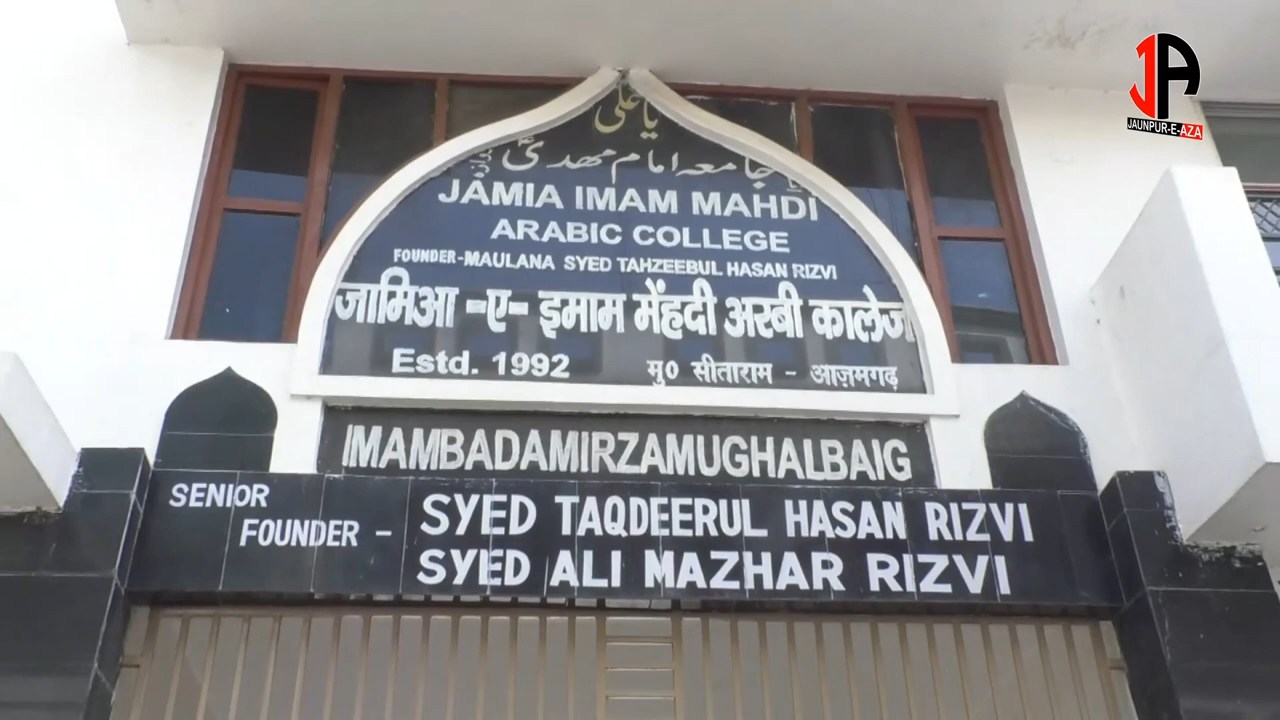 یا علی
جامعہ امام مہدیؑ
JAMIA IMAM MAHDI
ARABIC COLLEGE
FOUNDER-MAULANA SYED TAHZEEBUL HASAN RIZVI
जामिआ -ए- इमाम मेंहदी अरबी कालेज
Estd. 1992 मु० सीताराम - आज़मगढ़
IMAMBADAMIRZAMUGHALBAIG
SENIOR
FOUNDER - SYED TAQDEERUL HASAN RIZVI
SYED ALI MAZHAR RIZVI
JA
JAUNPUR-E-AZA